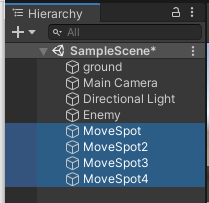 Hierarchy
All
SampleScene*
ground
Main Camera
Directional Light
Enemy
MoveSpot
MoveSpot2
MoveSpot3
MoveSpot4